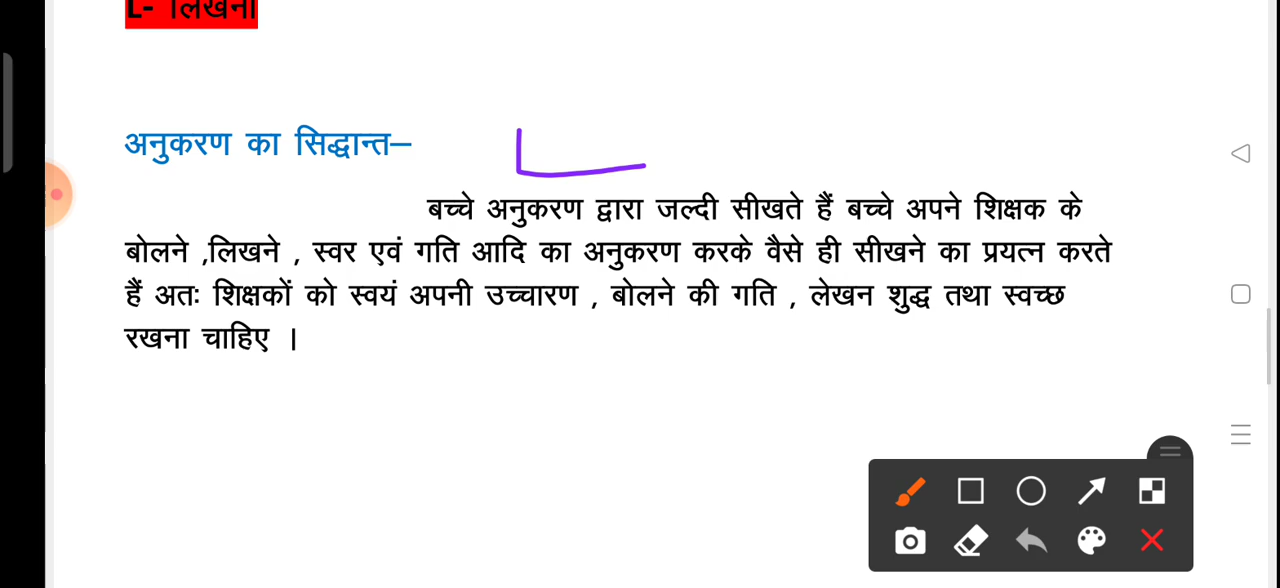 L- लिखना
अनुकरण का सिद्धान्त–
बच्चे अनुकरण द्वारा जल्दी सीखते हैं बच्चे अपने शिक्षक के
बोलने ,लिखने , स्वर एवं गति आदि का अनुकरण करके वैसे ही सीखने का प्रयत्न करते
हैं अतः शिक्षकों को स्वयं अपनी उच्चारण , बोलने की गति , लेखन शुद्ध तथा स्वच्छ
रखना चाहिए ।